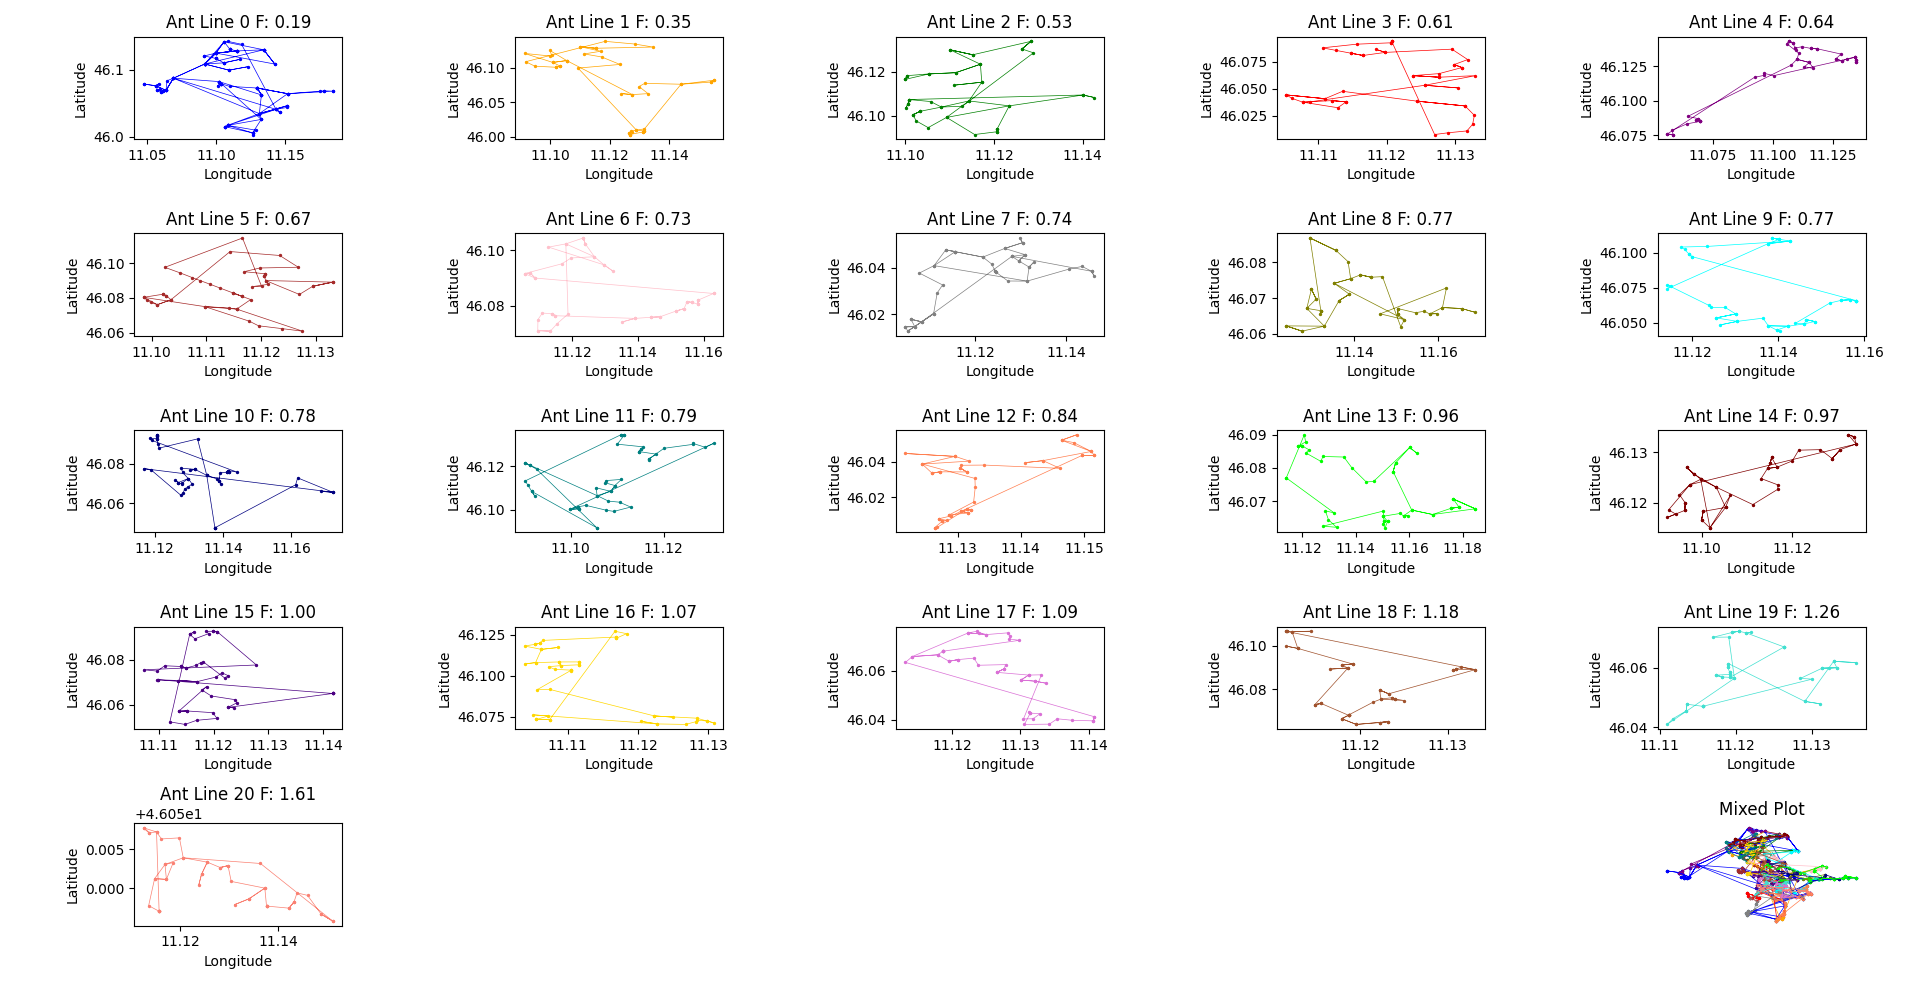 Ant Line 0 F: 0.19
Latitude
46.1
46.0
11.05 11.10 11.15
Longitude
Ant Line 1 F: 0.35
Latitude
46.10
46.05
46.00
11.10 11.12 11.14
Longitude
Ant Line 2 F: 0.53
Latitude
46.12
46.10
11.10 11.12 11.14
Longitude
Ant Line 3 F: 0.61
Latitude
46.075
46.050
46.025
11.11 11.12 11.13
Longitude
Ant Line 4 F: 0.64
Latitude
46.125
46.100
46.075
11.075 11.100 11.125
Longitude
Ant Line 5 F: 0.67
Latitude
46.10
46.08
46.06
11.10 11.11 11.12 11.13
Longitude
Ant Line 6 F: 0.73
Latitude
46.10
46.08
11.12 11.14 11.16
Longitude
Ant Line 7 F: 0.74
Latitude
46.04
46.02
11.12 11.14
Longitude
Ant Line 8 F: 0.77
Latitude
46.08
46.07
46.06
11.14 11.16
Longitude
Ant Line 9 F: 0.77
Latitude
46.100
46.075
46.050
11.12 11.14 11.16
Longitude
Ant Line 10 F: 0.78
Latitude
46.08
46.06
11.12 11.14 11.16
Longitude
Ant Line 11 F: 0.79
Latitude
46.12
46.10
11.10 11.12
Longitude
Ant Line 12 F: 0.84
Latitude
46.04
46.02
11.13 11.14 11.15
Longitude
Ant Line 13 F: 0.96
Latitude
46.09
46.08
46.07
11.12 11.14 11.16 11.18
Longitude
Ant Line 14 F: 0.97
Latitude
46.13
46.12
11.10 11.12
Longitude
Ant Line 15 F: 1.00
Latitude
46.08
46.06
11.11 11.12 11.13 11.14
Longitude
Ant Line 16 F: 1.07
Latitude
46.125
46.100
46.075
11.11 11.12 11.13
Longitude
Ant Line 17 F: 1.09
Latitude
46.06
46.04
11.12 11.13 11.14
Longitude
Ant Line 18 F: 1.18
Latitude
46.10
46.08
11.12 11.13
Longitude
Ant Line 19 F: 1.26
Latitude
46.06
46.04
11.11 11.12 11.13
Longitude
Ant Line 20 F: 1.61
+4.605e1
Latitude
0.005
0.000
11.12 11.14
Longitude
Mixed Plot